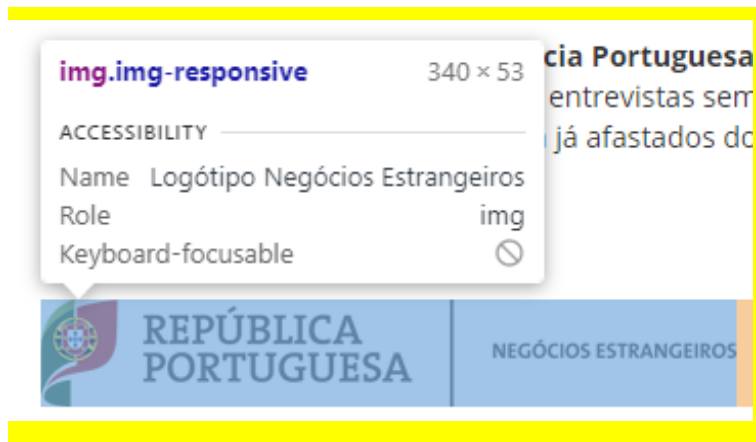 img.img-responsive 340 × 53
cia Portuguesa
entrevistas sem
ACCESSIBILITY
já afastados do
Name Logótipo Negócios Estrangeiros
Role img
Keyboard-focusable
REPÚBLICA
PORTUGUESA
NEGÓCIOS ESTRANGEIROS